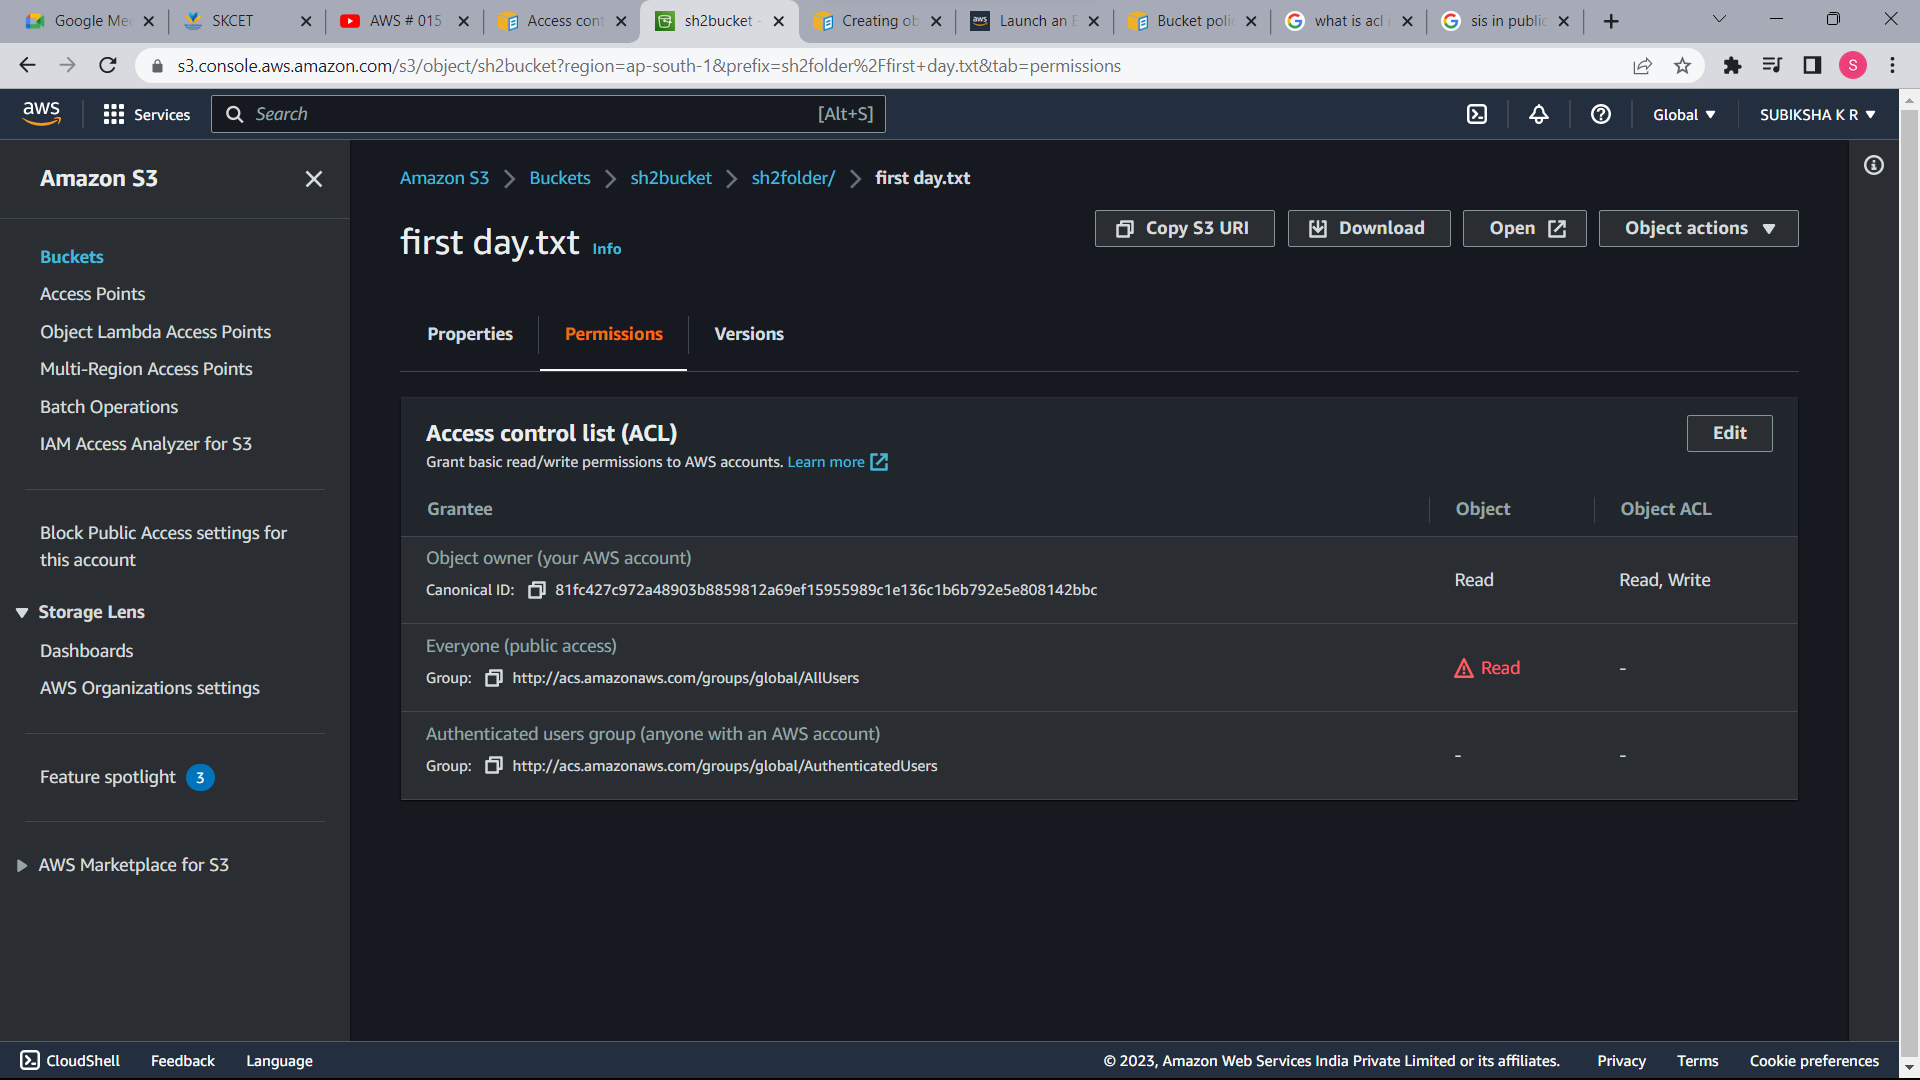 Google Me
SKCET
AWS # 015
Access cont
sh2bucket -
Creating ob
Launch an E
Bucket polic
what is acl i
sis in public
s3.console.aws.amazon.com/s3/object/sh2bucket?region=ap-south-1&prefix=sh2folder%2Ffirst+day.txt&tab=permissions
S
aws
Services
Search
[Alt+S]
Global
SUBIKSHA K R
Amazon S3
Buckets
Access Points
Object Lambda Access Points
Multi-Region Access Points
Batch Operations
IAM Access Analyzer for S3
Block Public Access settings for
this account
Storage Lens
Dashboards
AWS Organizations settings
Feature spotlight 3
AWS Marketplace for S3
Amazon S3 > Buckets > sh2bucket > sh2folder/ > first day.txt
first day.txt Info
Copy S3 URI
Download
Open
Object actions
Properties
Permissions
Versions
Access control list (ACL)
Edit
Grant basic read/write permissions to AWS accounts. Learn more
Grantee
Object
Object ACL
Object owner (your AWS account)
Canonical ID: 81fc427c972a48903b8859812a69ef15955989c1e136c1b6b792e5e808142bbc
Read
Read, Write
Everyone (public access)
Group: http://acs.amazonaws.com/groups/global/AllUsers
Read
-
Authenticated users group (anyone with an AWS account)
Group: http://acs.amazonaws.com/groups/global/AuthenticatedUsers
-
-
CloudShell
Feedback
Language
© 2023, Amazon Web Services India Private Limited or its affiliates.
Privacy
Terms
Cookie preferences